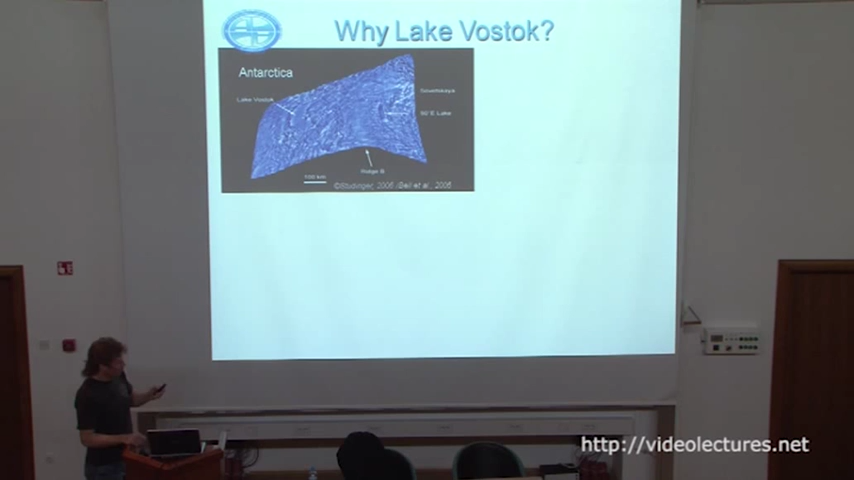 Why Lake Vostok?
Antarctica
Lake Vostok
Sovetskaya
90°E Lake
Ridge B
100 km
©Studinger, 2006 (Bell et al., 2006
http://videolectures.net